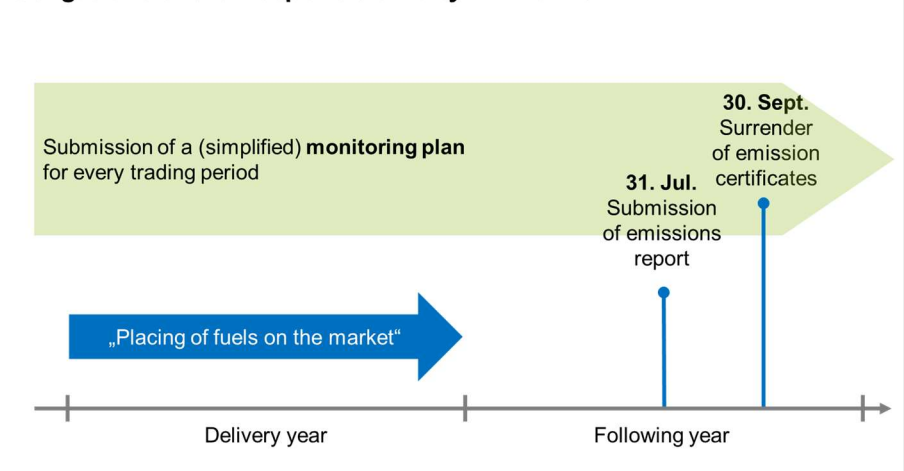 Submission of a (simplified) monitoring plan
for every trading period
30. Sept.
Surrender
of emission
certificates
31. Jul.
Submission
of emissions
report
„Placing of fuels on the market“
Delivery year
Following year